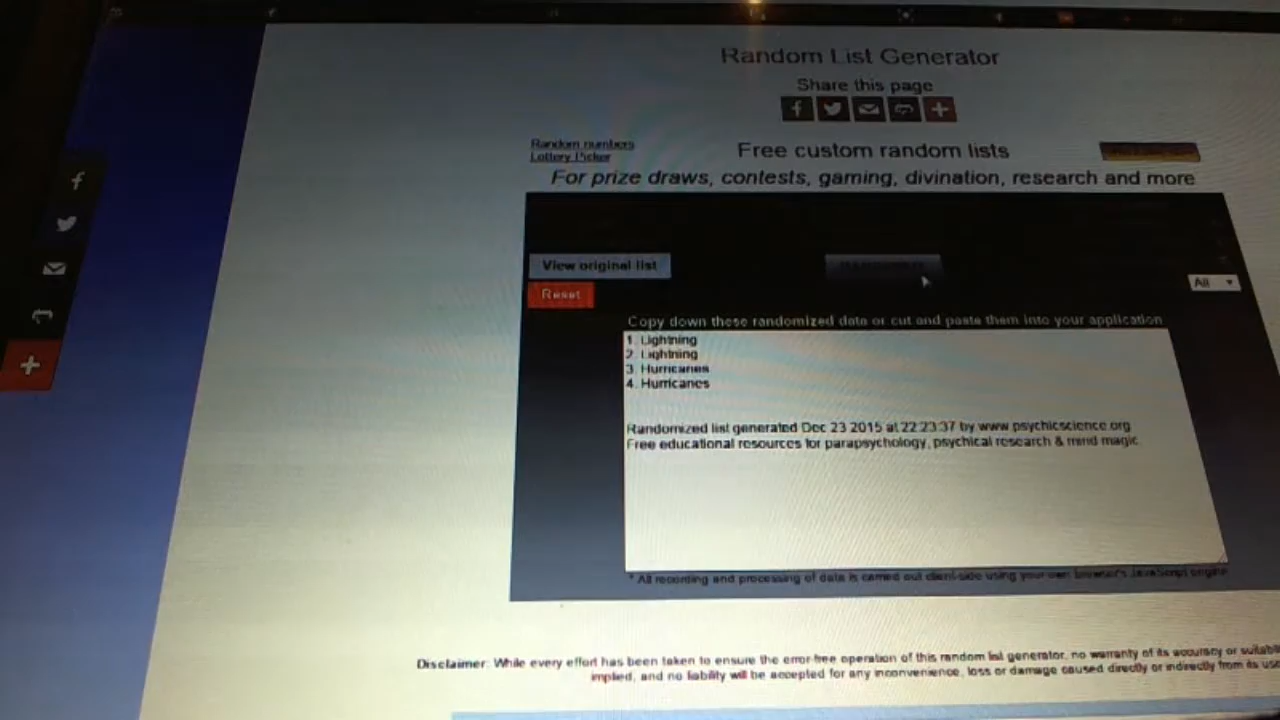 Random List Generator
Share this page
Random numbers
Lottery Picker
Free custom random lists
For prize draws, contests, gaming, divination, research and more
View original list
Reset
All
Copy down these randomized data or cut and paste them into your application
1. Lightning
2. Lightning
3. Hurricanes
4. Hurricanes
Randomized list generated Dec 23 2015 at 22:23:37 by www.psychicscience.org
Free educational resources for parapsychology, psychical research & mind magic
* All recording and processing of data is carried out client-side using your own browser's JavaScript engine
Disclaimer: While every effort has been taken to ensure the error-free operation of this random list generator, no warranty of its accuracy or
implied, and no liability will be accepted for any inconvenience, loss or damage caused directly or indirectly from its